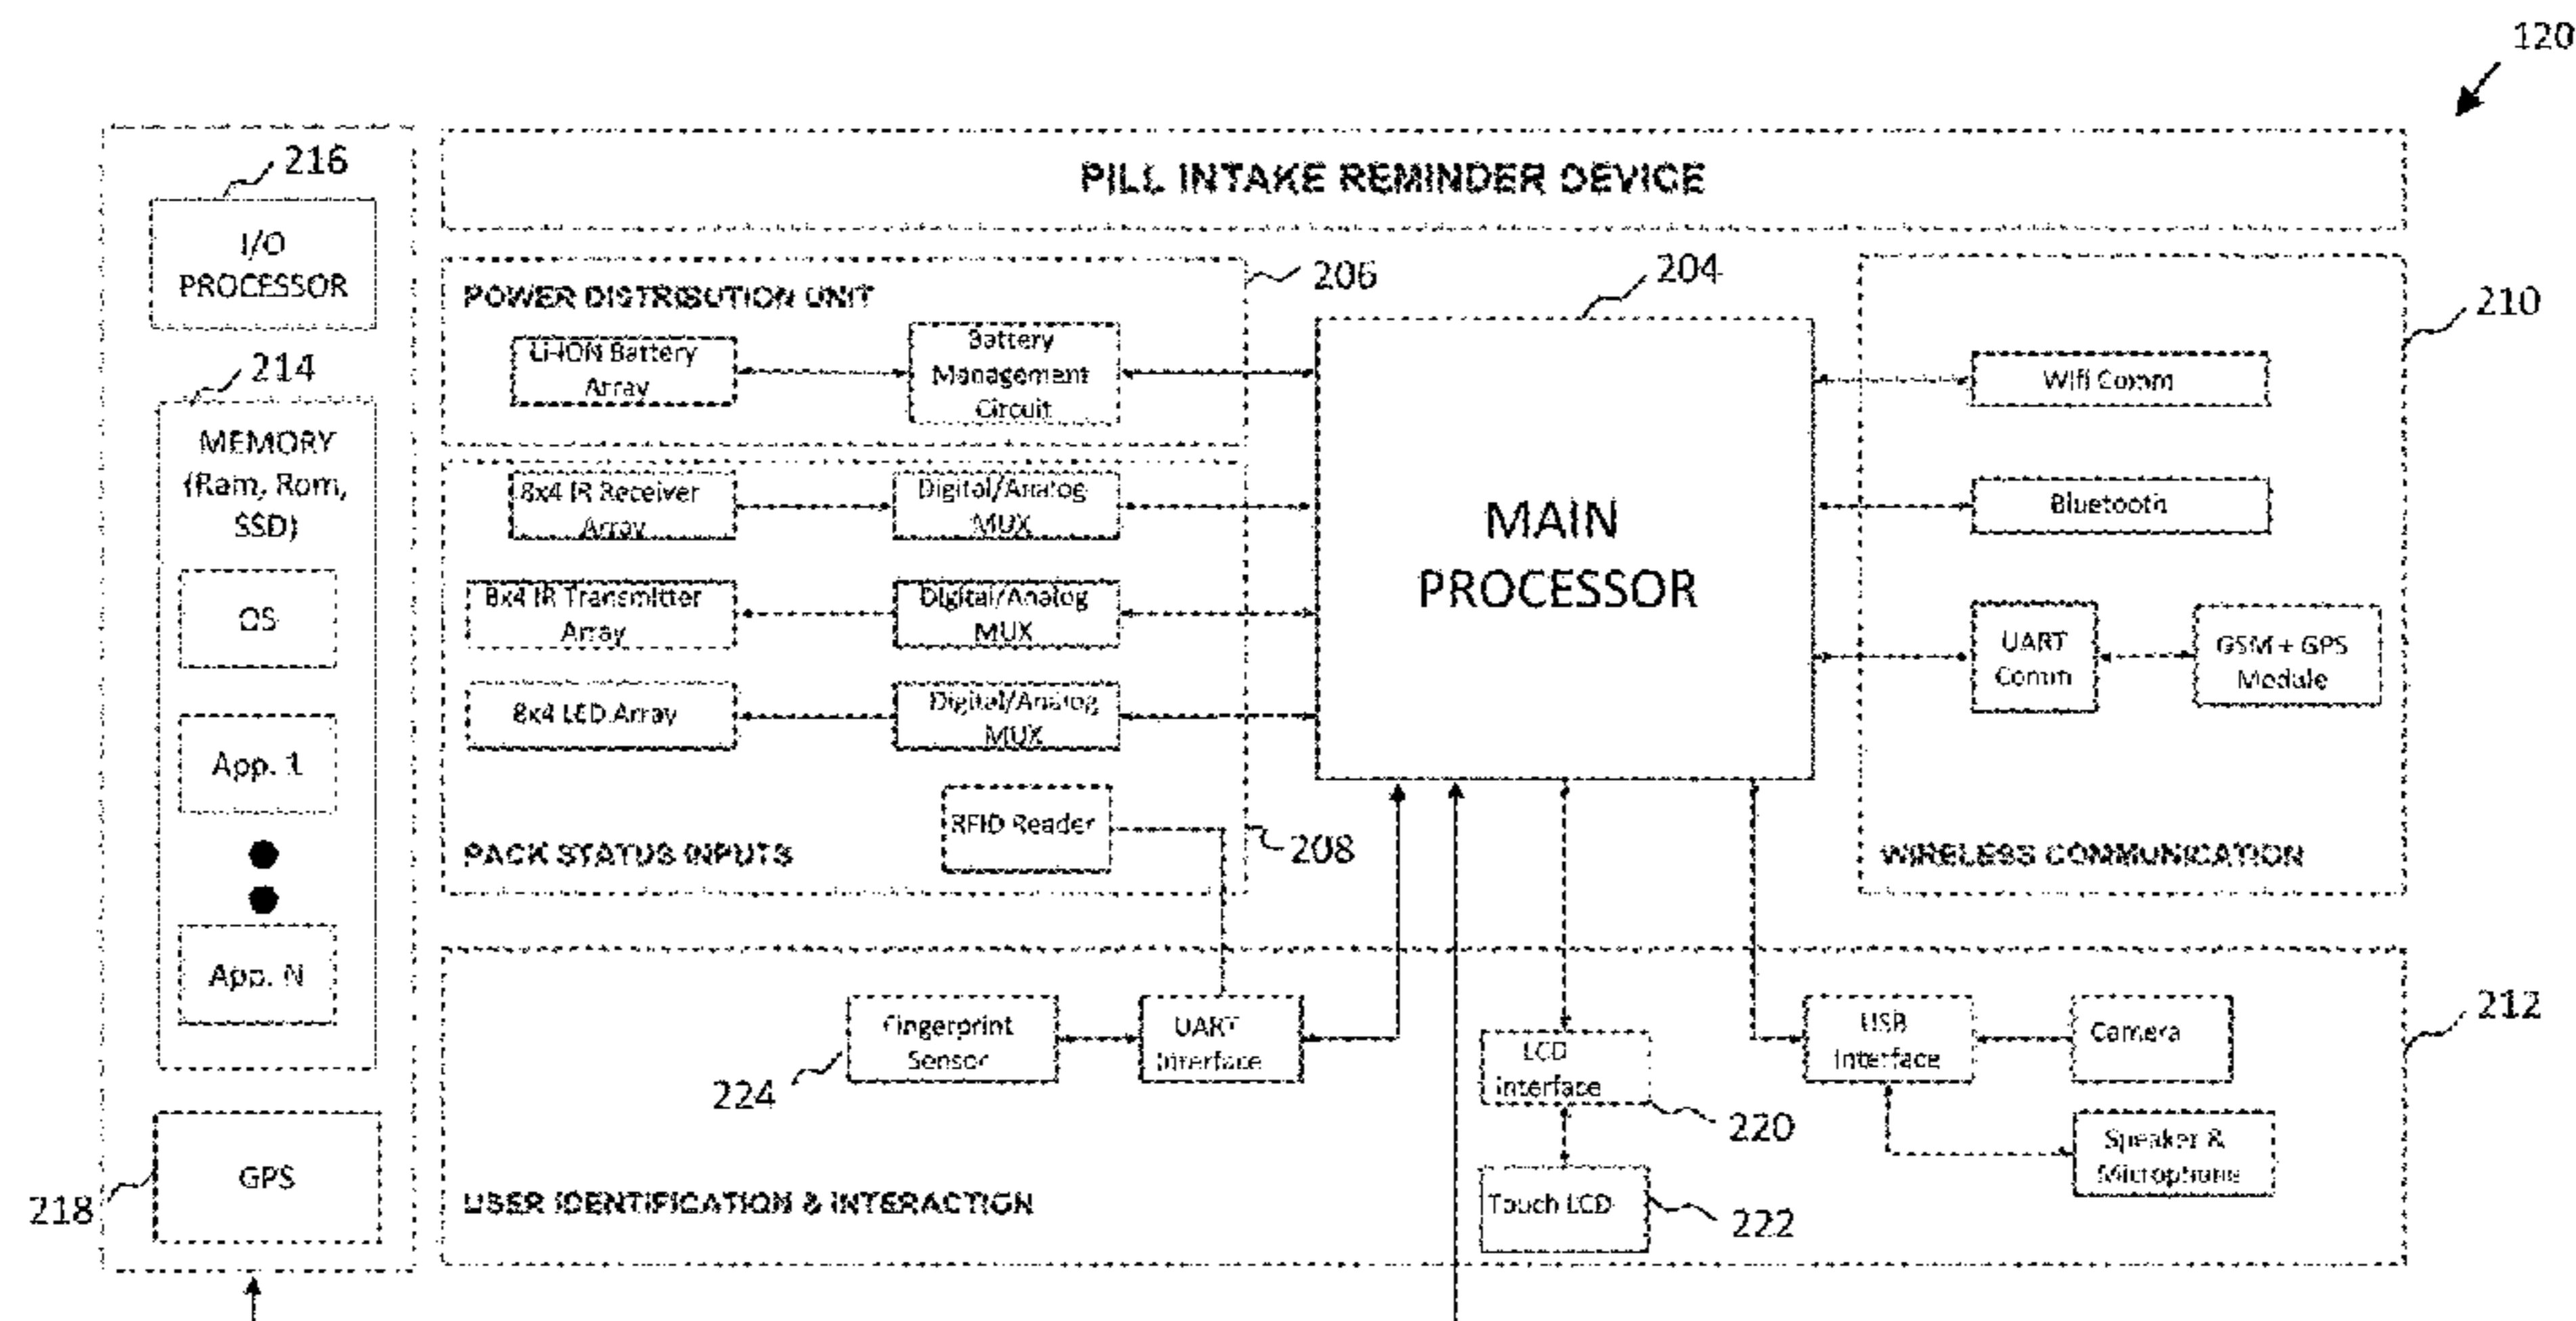 120
216
I/O
PROCESSOR
214
MEMORY
(Ram, Rom,
SSD)
OS
App. 1
App. N
GPS
218
PILL INTAKE REMINDER DEVICE
206
POWER DISTRIBUTION UNIT
Li-ION Battery
Array
Battery
Management
Circuit
8x4 IR Receiver
Array
Digital/Analog
MUX
8x4 IR Transmitter
Array
Digital/Analog
MUX
8x4 LED Array
Digital/Analog
MUX
RFID Reader
PACK STATUS INPUTS
208
204
MAIN
PROCESSOR
210
Wifi Comm
Bluetooth
UART
Comm
GSM + GPS
Module
WIRELESS COMMUNICATION
212
Fingerprint
Sensor
224
UART
Interface
LCD
Interface
220
Touch LCD
222
USB
Interface
Camera
Speaker &
Microphone
USER IDENTIFICATION & INTERACTION